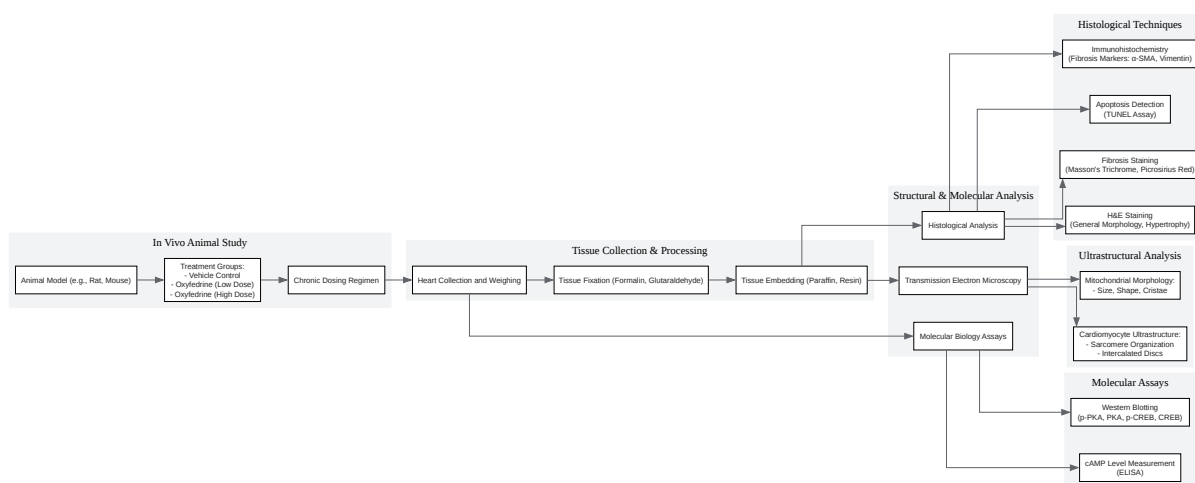 In Vivo Animal Study
Animal Model (e.g., Rat, Mouse)
Treatment Groups:
- Vehicle Control
- Oxyfedrine (Low Dose)
- Oxyfedrine (High Dose)
Chronic Dosing Regimen
Tissue Collection & Processing
Heart Collection and Weighing
Tissue Fixation (Formalin, Glutaraldehyde)
Tissue Embedding (Paraffin, Resin)
Structural & Molecular Analysis
Histological Analysis
Transmission Electron Microscopy
Molecular Biology Assays
Histological Techniques
Immunohistochemistry
(Fibrosis Markers: α-SMA, Vimentin)
Apoptosis Detection
(TUNEL Assay)
Fibrosis Staining
(Masson's Trichrome, Picrosirius Red)
H&E Staining
(General Morphology, Hypertrophy)
Ultrastructural Analysis
Mitochondrial Morphology:
- Size, Shape, Cristae
Cardiomyocyte Ultrastructure:
- Sarcomere Organization
- Intercalated Discs
Molecular Assays
Western Blotting
(p-PKA, PKA, p-CREB, CREB)
cAMP Level Measurement
(ELISA)